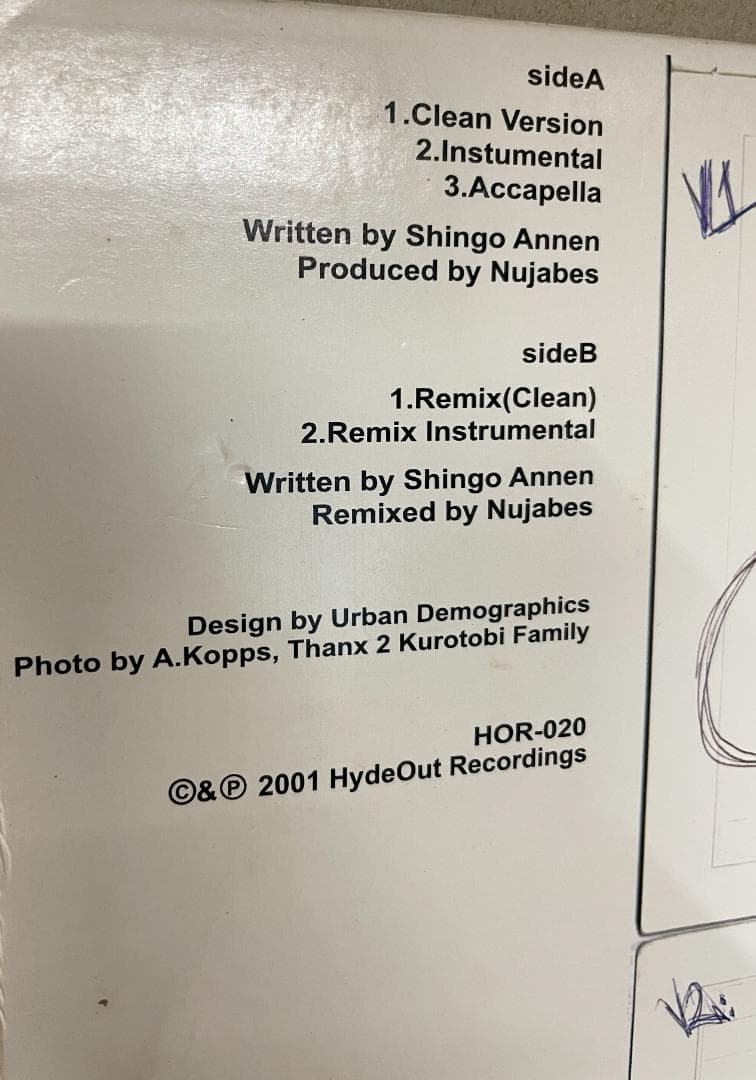 sideA
1.Clean Version
2.Instumental
3.Accapella
Written by Shingo Annen
Produced by Nujabes
sideB
1.Remix(Clean)
2.Remix Instrumental
Written by Shingo Annen
Remixed by Nujabes
Design by Urban Demographics
Photo by A.Kopps, Thanx 2 Kurotobi Family
HOR-020
©&℗ 2001 HydeOut Recordings
V1
V2: